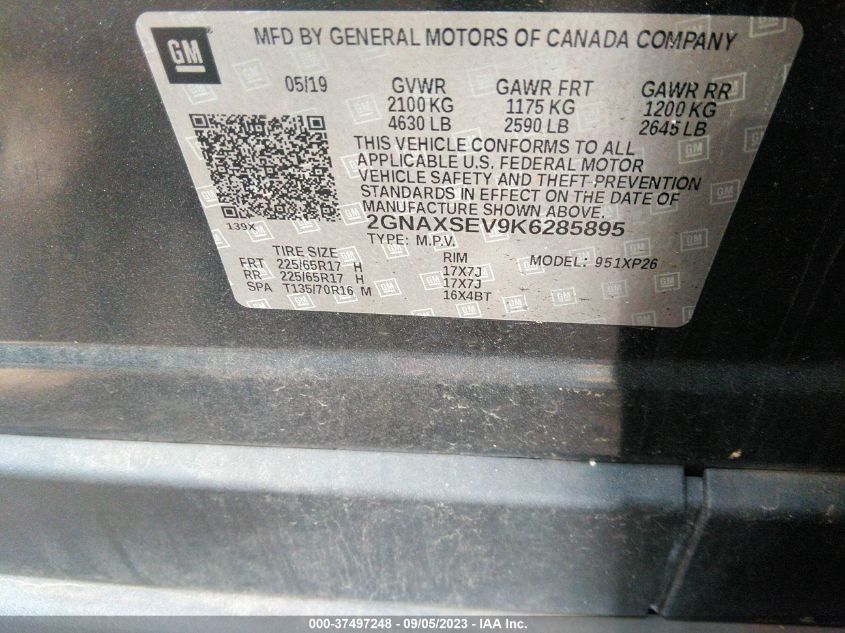 GM
MFD BY GENERAL MOTORS OF CANADA COMPANY
05/19 GVWR GAWR FRT GAWR RR
2100 KG 1175 KG 1200 KG
4630 LB 2590 LB 2645 LB
THIS VEHICLE CONFORMS TO ALL
APPLICABLE U.S. FEDERAL MOTOR
VEHICLE SAFETY AND THEFT PREVENTION
STANDARDS IN EFFECT ON THE DATE OF
MANUFACTURE SHOWN ABOVE.
139X 2GNAXSEV9K6285895
TYPE: M.P.V.
TIRE SIZE RIM MODEL: 951XP26
FRT 225/65R17 H 17X7J
RR 225/65R17 H 17X7J
SPA T135/70R16 M 16X4BT
000-37497248 - 09/05/2023 - IAA Inc.